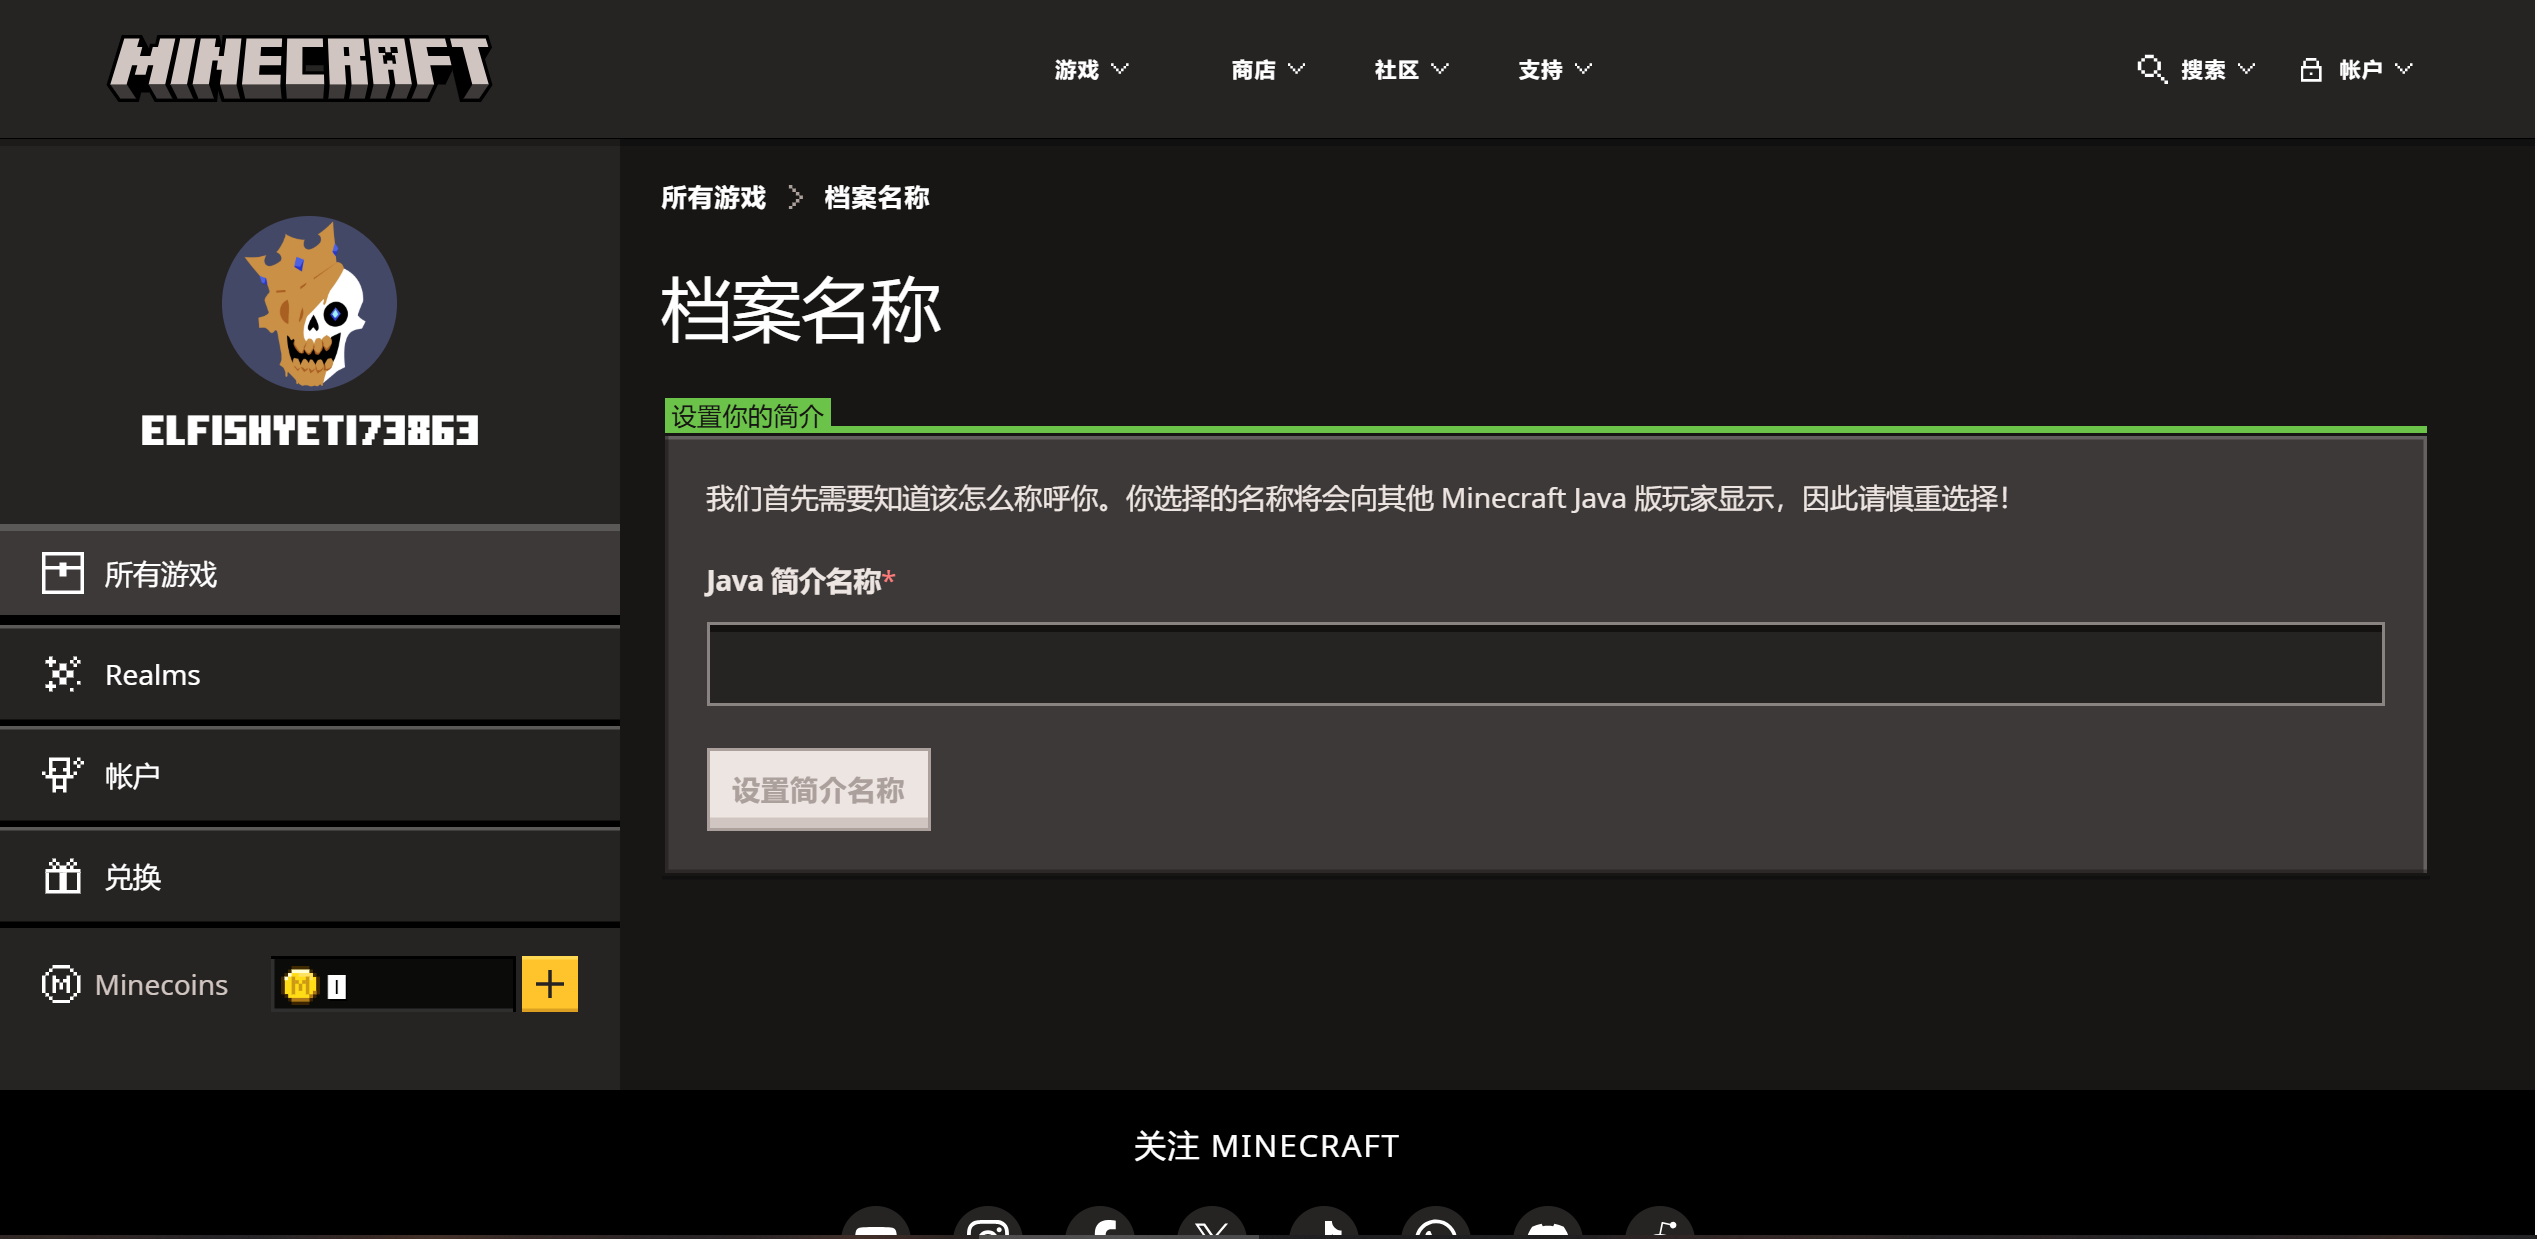 MINECRAFT
游戏
商店
社区
支持
搜索
帐户
ELFISHYETI73863
所有游戏
Realms
帐户
兑换
Minecoins
所有游戏 > 档案名称
档案名称
设置你的简介
我们首先需要知道该怎么称呼你。你选择的名称将会向其他 Minecraft Java 版玩家显示，因此请慎重选择！
Java 简介名称*
设置简介名称
关注 MINECRAFT